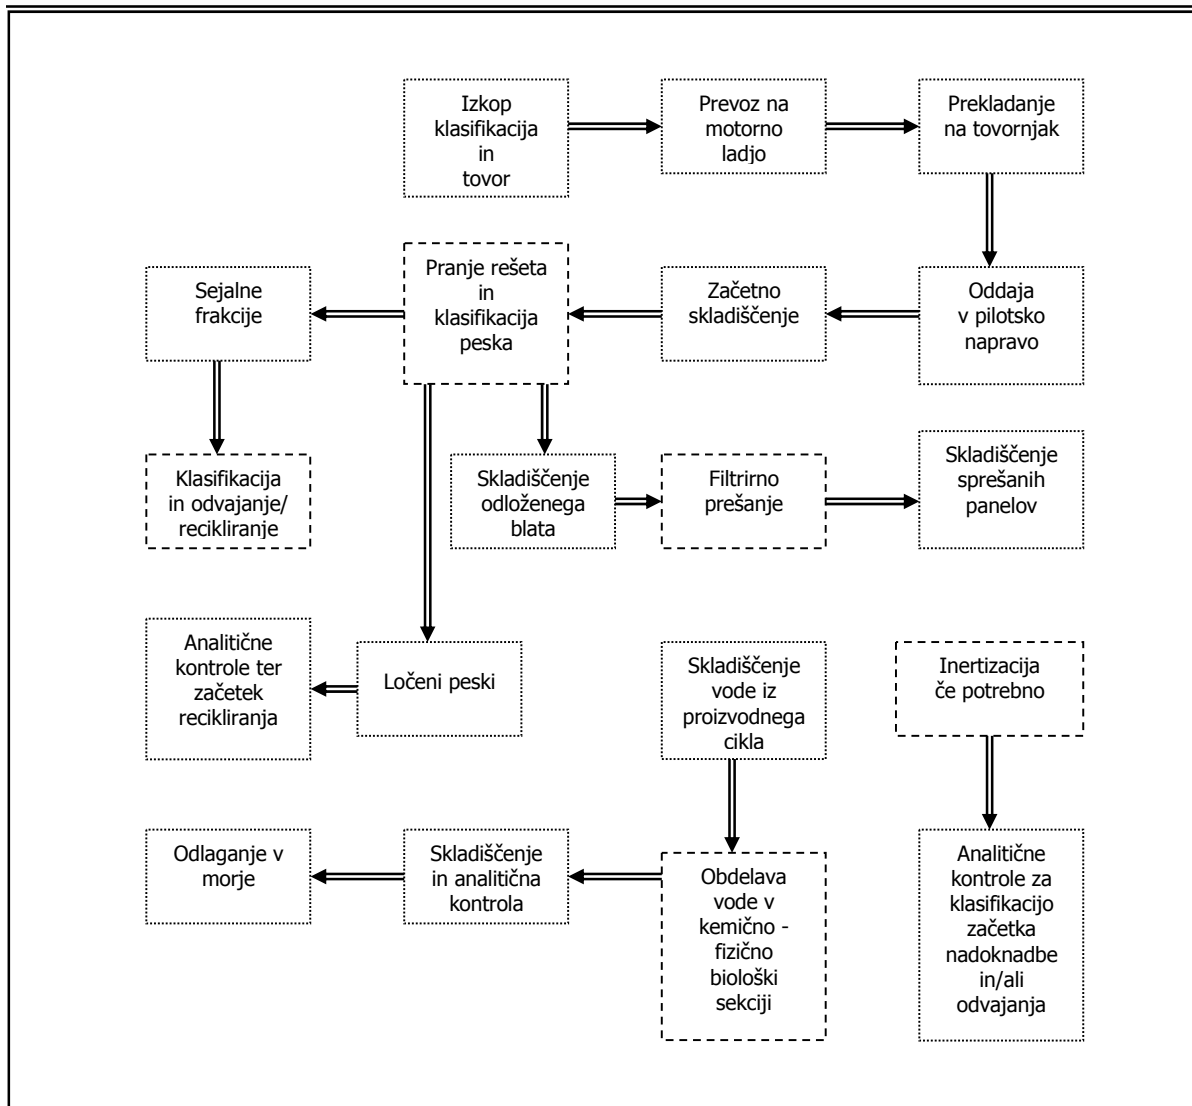 Izkop
klasifikacija
in
tovor
Prevoz na
motorno
ladjo
Prekladanje
na tovornjak
Sejalne
frakcije
Pranje rešeta
in
klasifikacija
peska
Začetno
skladiščenje
Oddaja
v pilotsko
napravo
Klasifikacija
in odvajanje/
recikliranje
Skladiščenje
odloženega
blata
Filtrirno
prešanje
Skladiščenje
sprešanih
panelov
Analitične
kontrole ter
začetek
recikliranja
Ločeni peski
Skladiščenje
vode iz
proizvodnega
cikla
Inertizacija
če potrebno
Odlaganje v
morje
Skladiščenje
in analitična
kontrola
Obdelava
vode v
kemično -
fizično
biološki
sekciji
Analitične
kontrole za
klasifikacijo
začetka
nadoknadbe
in/ali
odvajanja